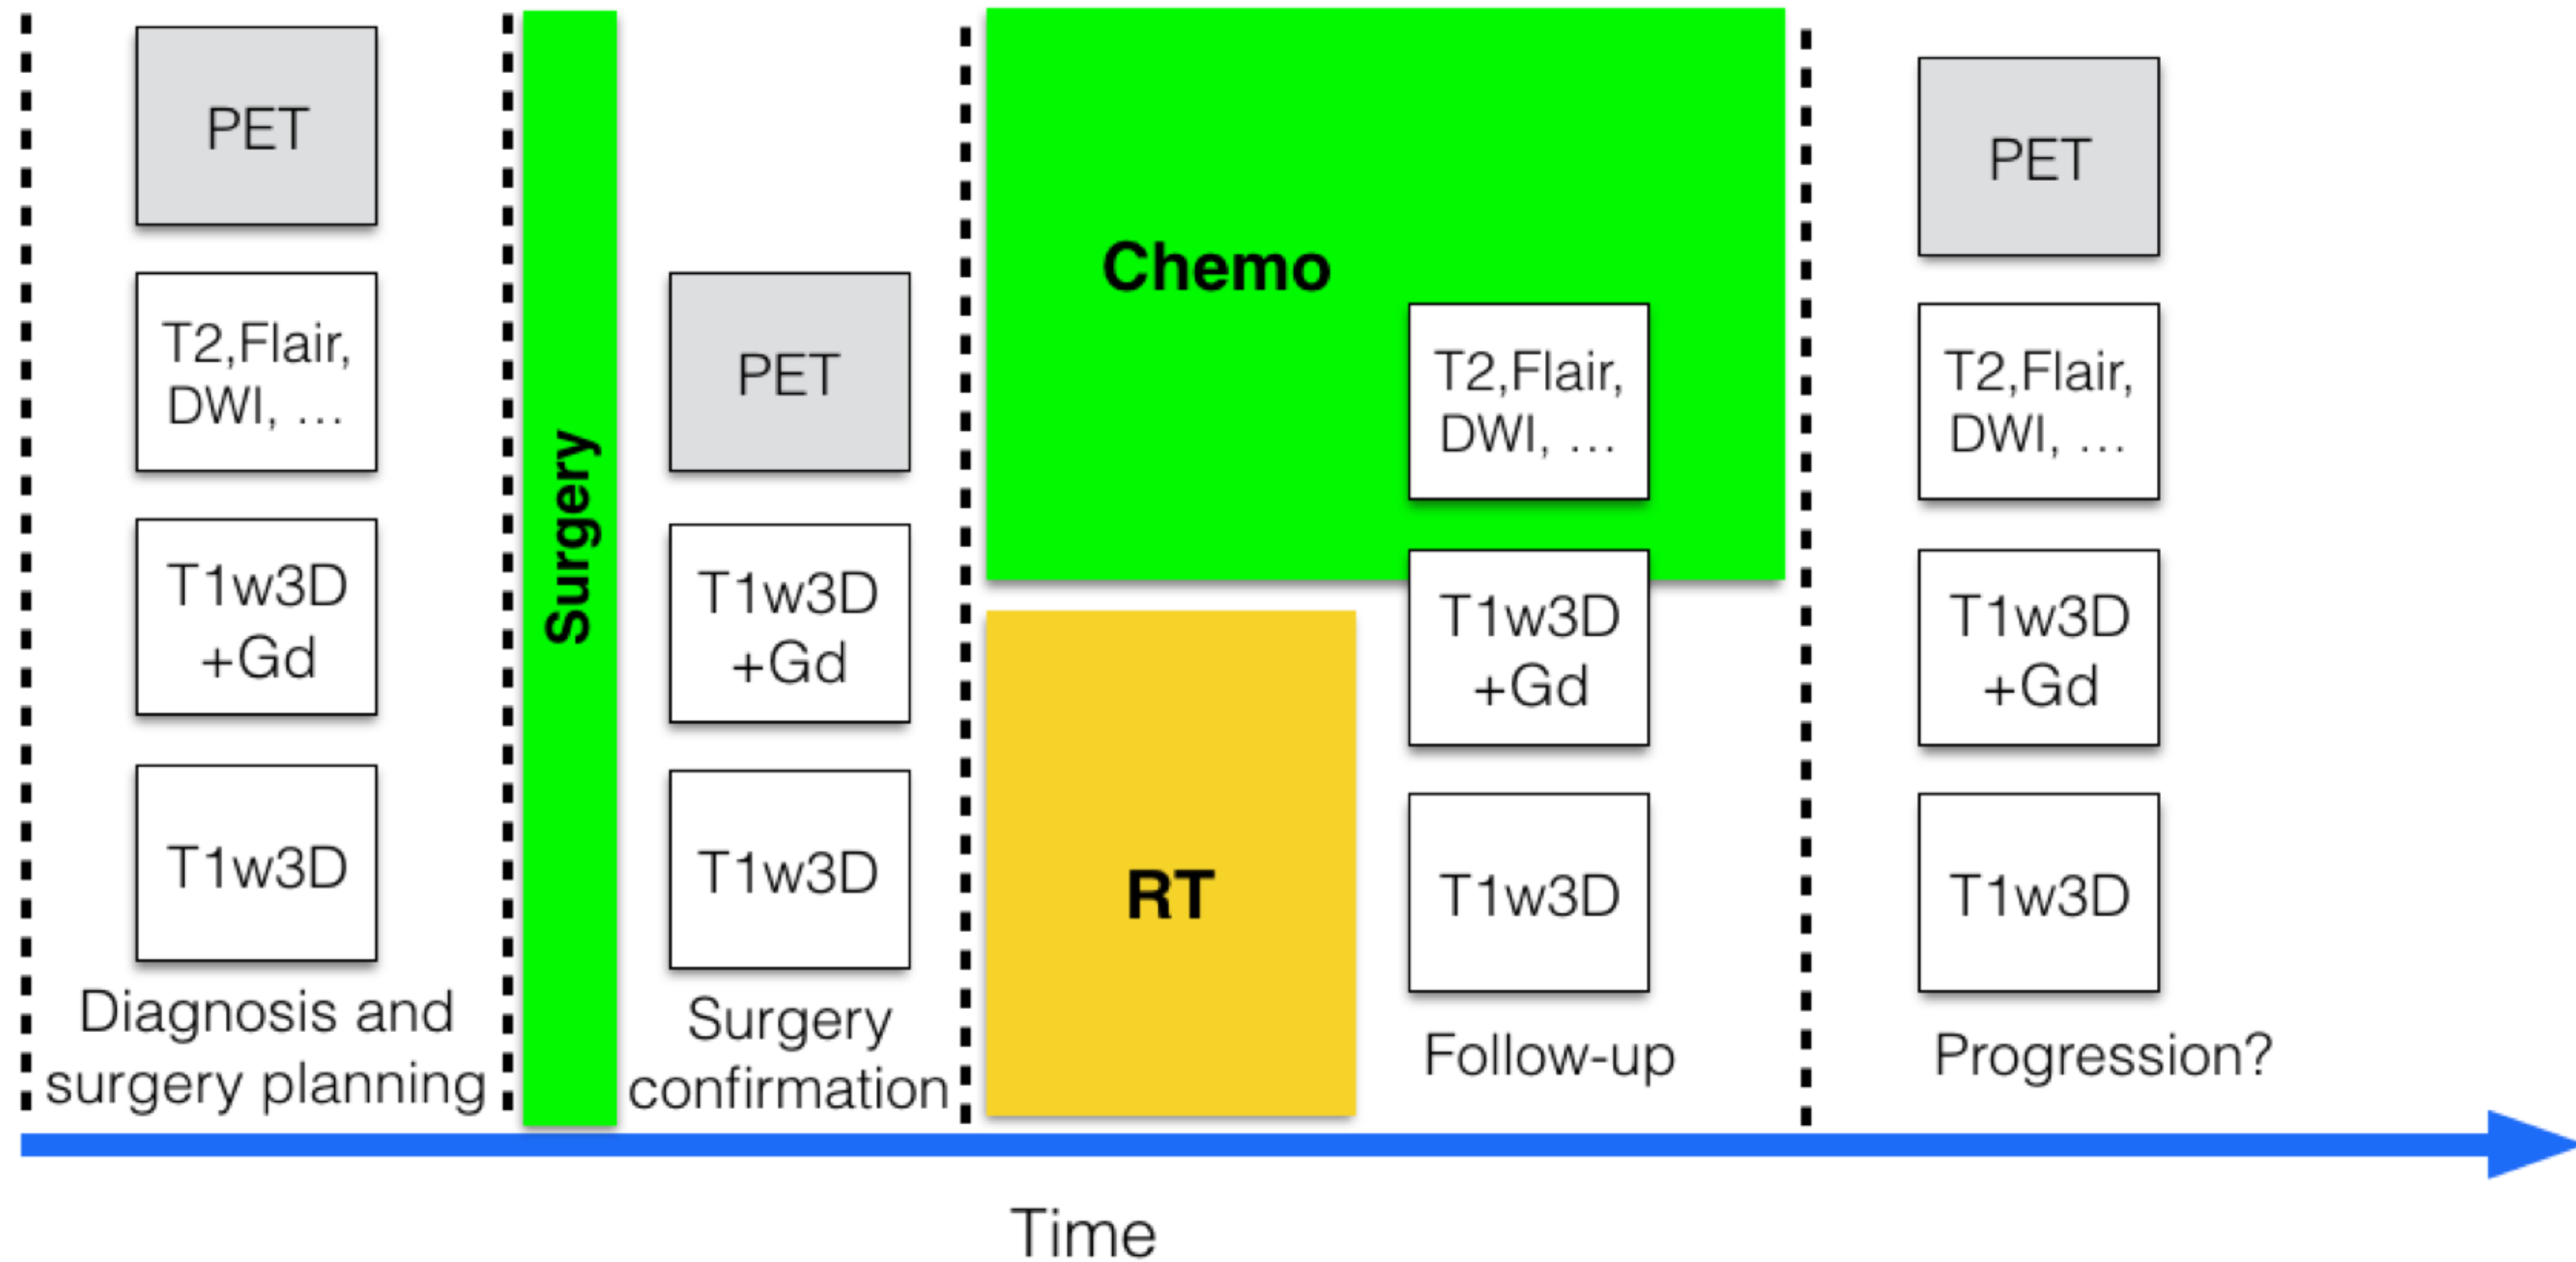 PET
T2,Flair,
DWI, ...
T1w3D
+Gd
T1w3D
Diagnosis and
surgery planning
Surgery
PET
T1w3D
+Gd
T1w3D
Surgery
confirmation
Chemo
RT
T2,Flair,
DWI, ...
T1w3D
+Gd
T1w3D
Follow-up
PET
T2,Flair,
DWI, ...
T1w3D
+Gd
T1w3D
Progression?
Time